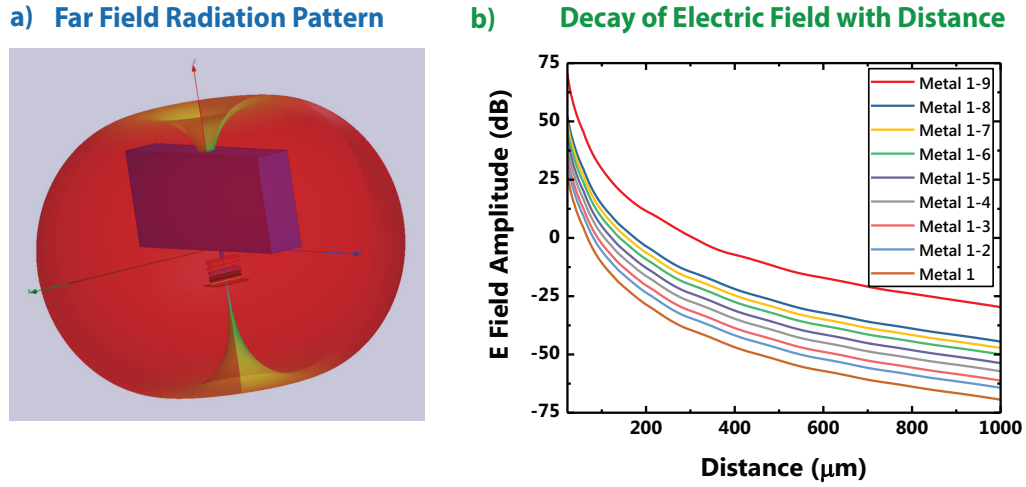 a) Far Field Radiation Pattern
b) Decay of Electric Field with Distance
E Field Amplitude (dB)
75
50
25
0
-25
-50
-75
200
400
600
800
1000
Distance (μm)
Metal 1-9
Metal 1-8
Metal 1-7
Metal 1-6
Metal 1-5
Metal 1-4
Metal 1-3
Metal 1-2
Metal 1